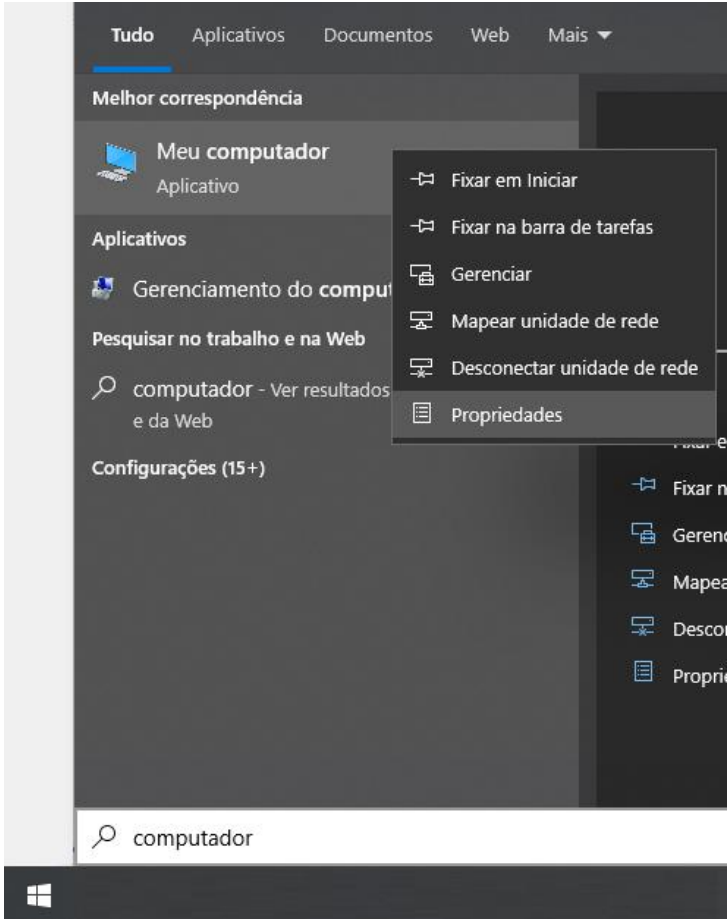 Tudo Aplicativos Documentos Web Mais
Melhor correspondência
Meu computador
Aplicativo
Fixar em Iniciar
Fixar na barra de tarefas
Gerenciar
Mapear unidade de rede
Desconectar unidade de rede
Propriedades
Aplicativos
Gerenciamento do comput
Pesquisar no trabalho e na Web
computador - Ver resultados
e da Web
Configurações (15+)
Fixar n
Gerenc
Mapea
Descor
Proprie
computador